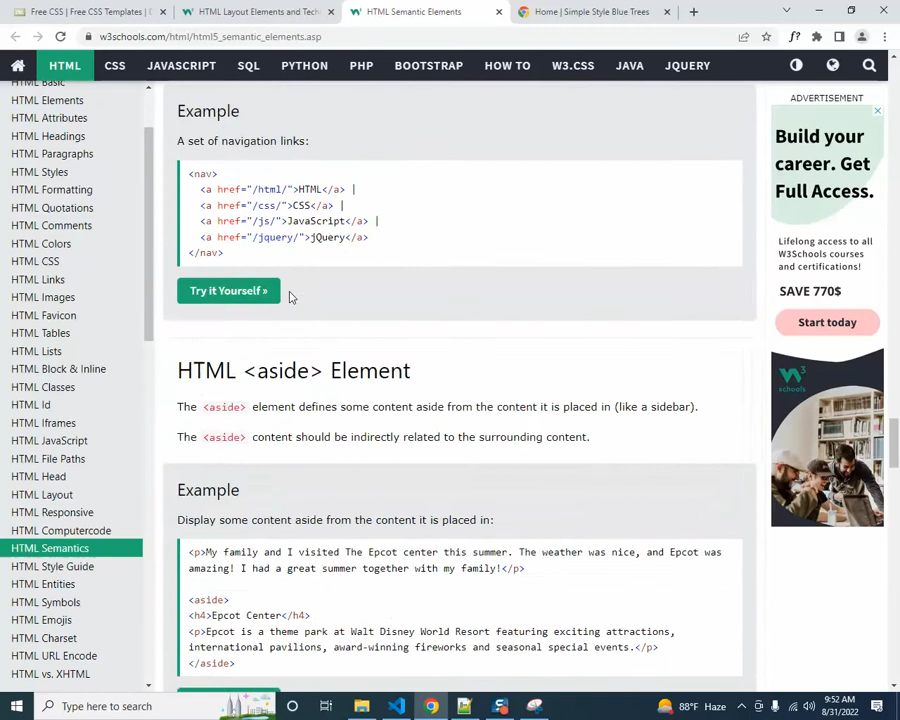 Free CSS | Free CSS Templates | D
HTML Layout Elements and Tech
HTML Semantic Elements
Home | Simple Style Blue Trees
w3schools.com/html/html5_semantic_elements.asp
HTML CSS JAVASCRIPT SQL PYTHON PHP BOOTSTRAP HOW TO W3.CSS JAVA JQUERY
HTML Basic
HTML Elements
HTML Attributes
HTML Headings
HTML Paragraphs
HTML Styles
HTML Formatting
HTML Quotations
HTML Comments
HTML Colors
HTML CSS
HTML Links
HTML Images
HTML Favicon
HTML Tables
HTML Lists
HTML Block & Inline
HTML Classes
HTML Id
HTML Iframes
HTML JavaScript
HTML File Paths
HTML Head
HTML Layout
HTML Responsive
HTML Computercode
HTML Semantics
HTML Style Guide
HTML Entities
HTML Symbols
HTML Emojis
HTML Charset
HTML URL Encode
HTML vs. XHTML
Example
A set of navigation links:
<nav>
<a href="/html/">HTML</a> |
<a href="/css/">CSS</a> |
<a href="/js/">JavaScript</a> |
<a href="/jquery/">jQuery</a>
</nav>
Try it Yourself »
HTML <aside> Element
The <aside> element defines some content aside from the content it is placed in (like a sidebar).
The <aside> content should be indirectly related to the surrounding content.
Example
Display some content aside from the content it is placed in:
<p>My family and I visited The Epcot center this summer. The weather was nice, and Epcot was
amazing! I had a great summer together with my family!</p>
<aside>
<h4>Epcot Center</h4>
<p>Epcot is a theme park at Walt Disney World Resort featuring exciting attractions,
international pavilions, award-winning fireworks and seasonal special events.</p>
</aside>
ADVERTISEMENT
Build your
career. Get
Full Access.
Lifelong access to all
W3Schools courses
and certifications!
SAVE 770$
Start today
W3
schools
Type here to search
88°F Haze
9:52 AM
8/31/2022